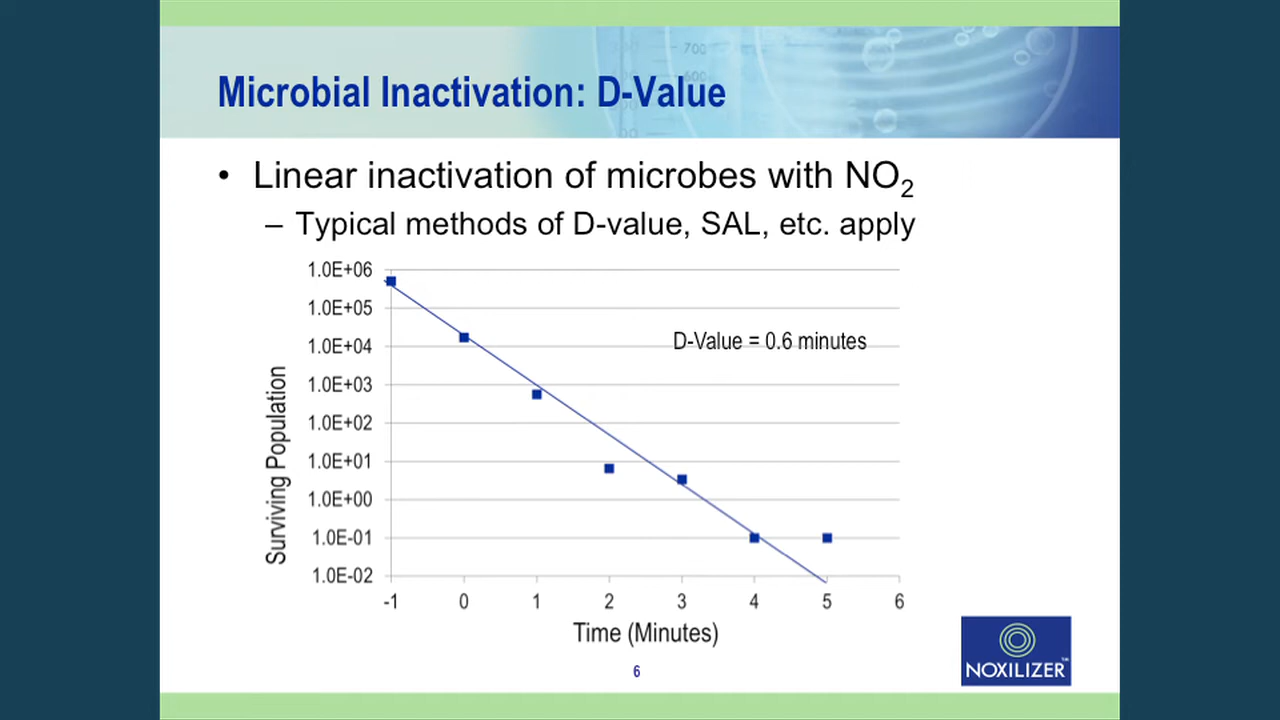 700
600
Microbial Inactivation: D-Value
• Linear inactivation of microbes with NO₂
– Typical methods of D-value, SAL, etc. apply
1.0E+06
1.0E+05
1.0E+04
1.0E+03
1.0E+02
1.0E+01
1.0E+00
1.0E-01
1.0E-02
D-Value = 0.6 minutes
Surviving Population
-1 0 1 2 3 4 5 6
Time (Minutes)
6
NOXILIZER